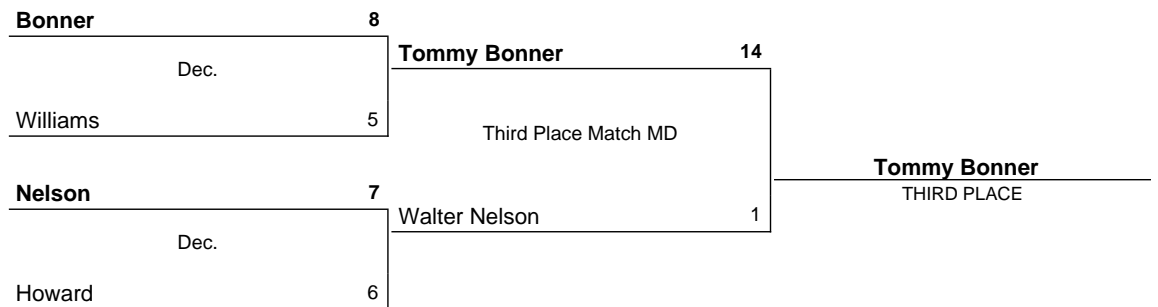 Bonner 8
Dec.
Williams 5
Nelson 7
Dec.
Howard 6
Tommy Bonner 14
Third Place Match MD
Walter Nelson 1
Tommy Bonner
THIRD PLACE